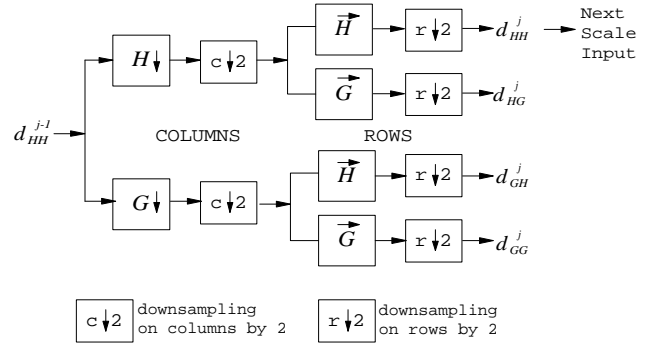 H→ r↓2 d_HH^j → Next Scale Input
H↓ c↓2
G→ r↓2 d_HG^j
d_HH^{j-1} COLUMNS ROWS
H→ r↓2 d_GH^j
G↓ c↓2
G→ r↓2 d_GG^j
c↓2 downsampling on columns by 2
r↓2 downsampling on rows by 2